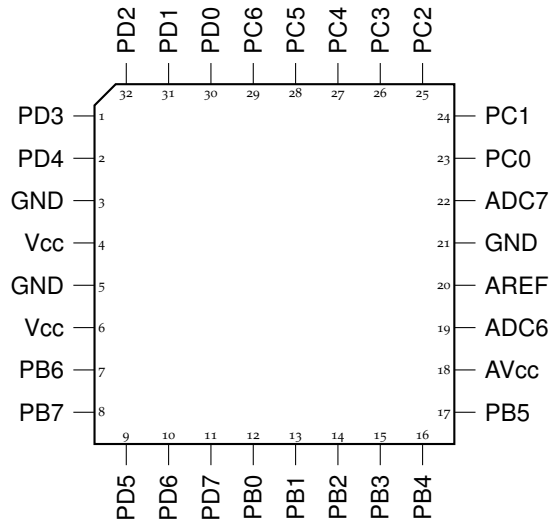 PD2 PD1 PD0 PC6 PC5 PC4 PC3 PC2
32 31 30 29 28 27 26 25
PD3 1 24 PC1
PD4 2 23 PC0
GND 3 22 ADC7
Vcc 4 21 GND
GND 5 20 AREF
Vcc 6 19 ADC6
PB6 7 18 AVcc
PB7 8 17 PB5
9 10 11 12 13 14 15 16
PD5 PD6 PD7 PB0 PB1 PB2 PB3 PB4